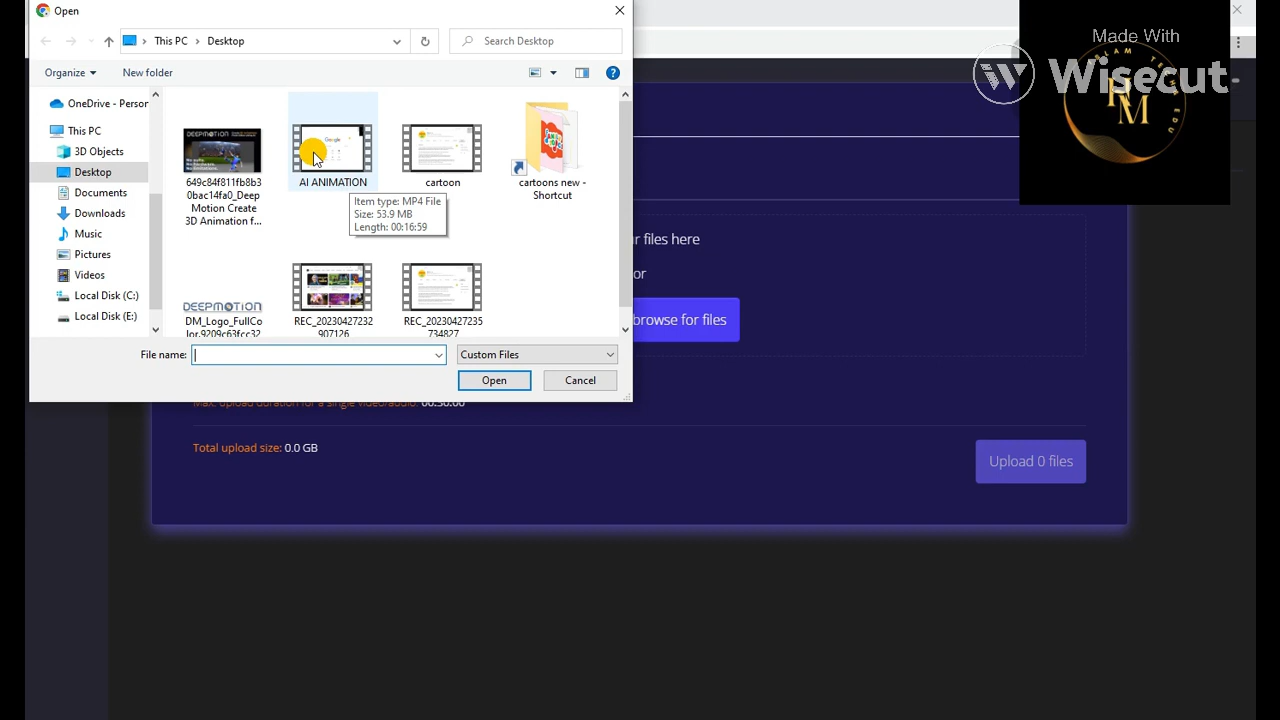 Open
This PC
Desktop
Search Desktop
Organize
New folder
OneDrive - Person
This PC
3D Objects
Desktop
Documents
Downloads
Music
Pictures
Videos
Local Disk (C:)
Local Disk (E:)
DEEPMOTION
649c84f811fb8b3
0bac14fa0_Deep
Motion Create
3D Animation f...
Google
AI ANIMATION
cartoon
cartoons new -
Shortcut
Item type: MP4 File
Size: 53.9 MB
Length: 00:16:59
DEEPMOTION
DM_Logo_FullCo
lor.9209c63fcc32
REC_20230427232
907126
REC_20230427235
734827
File name:
Custom Files
Open
Cancel
r files here
or
browse for files
Max. upload duration for a single video/audio: 00:30:00
Total upload size: 0.0 GB
Upload 0 files
Made With
Wisecut